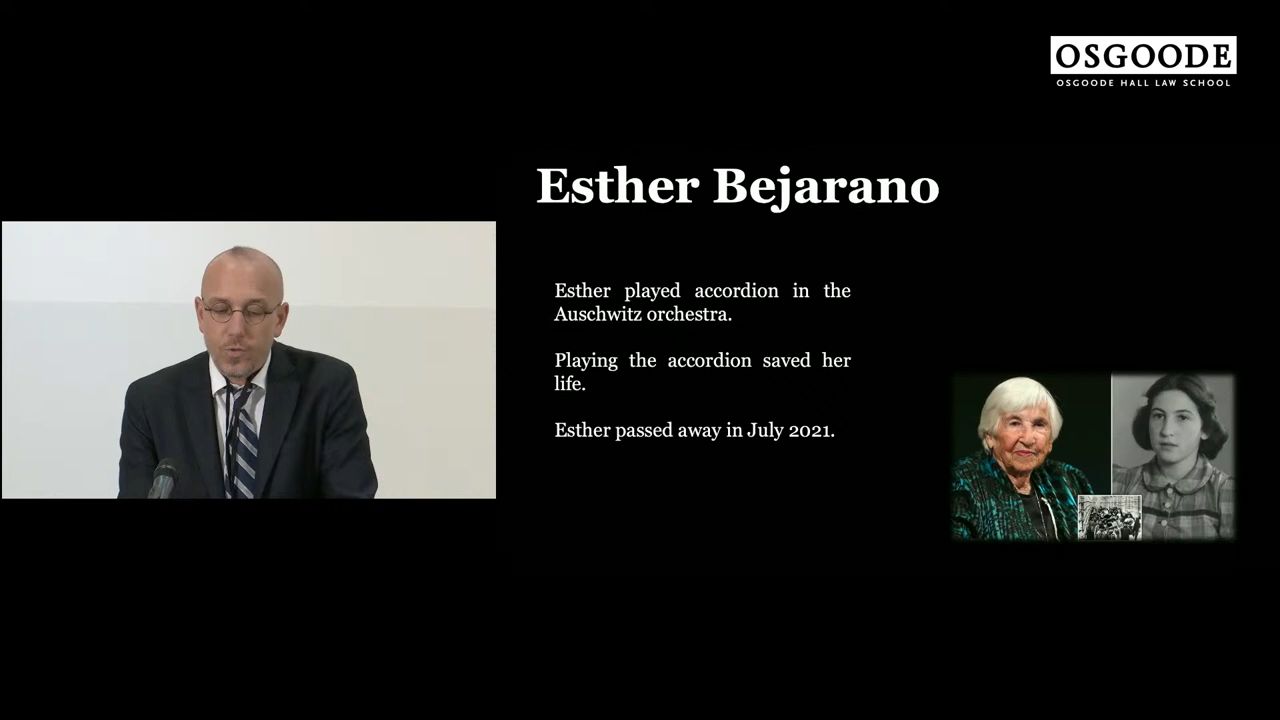 OSGOODE
OSGOODE HALL LAW SCHOOL
Esther Bejarano
Esther played accordion in the
Auschwitz orchestra.
Playing the accordion saved her
life.
Esther passed away in July 2021.